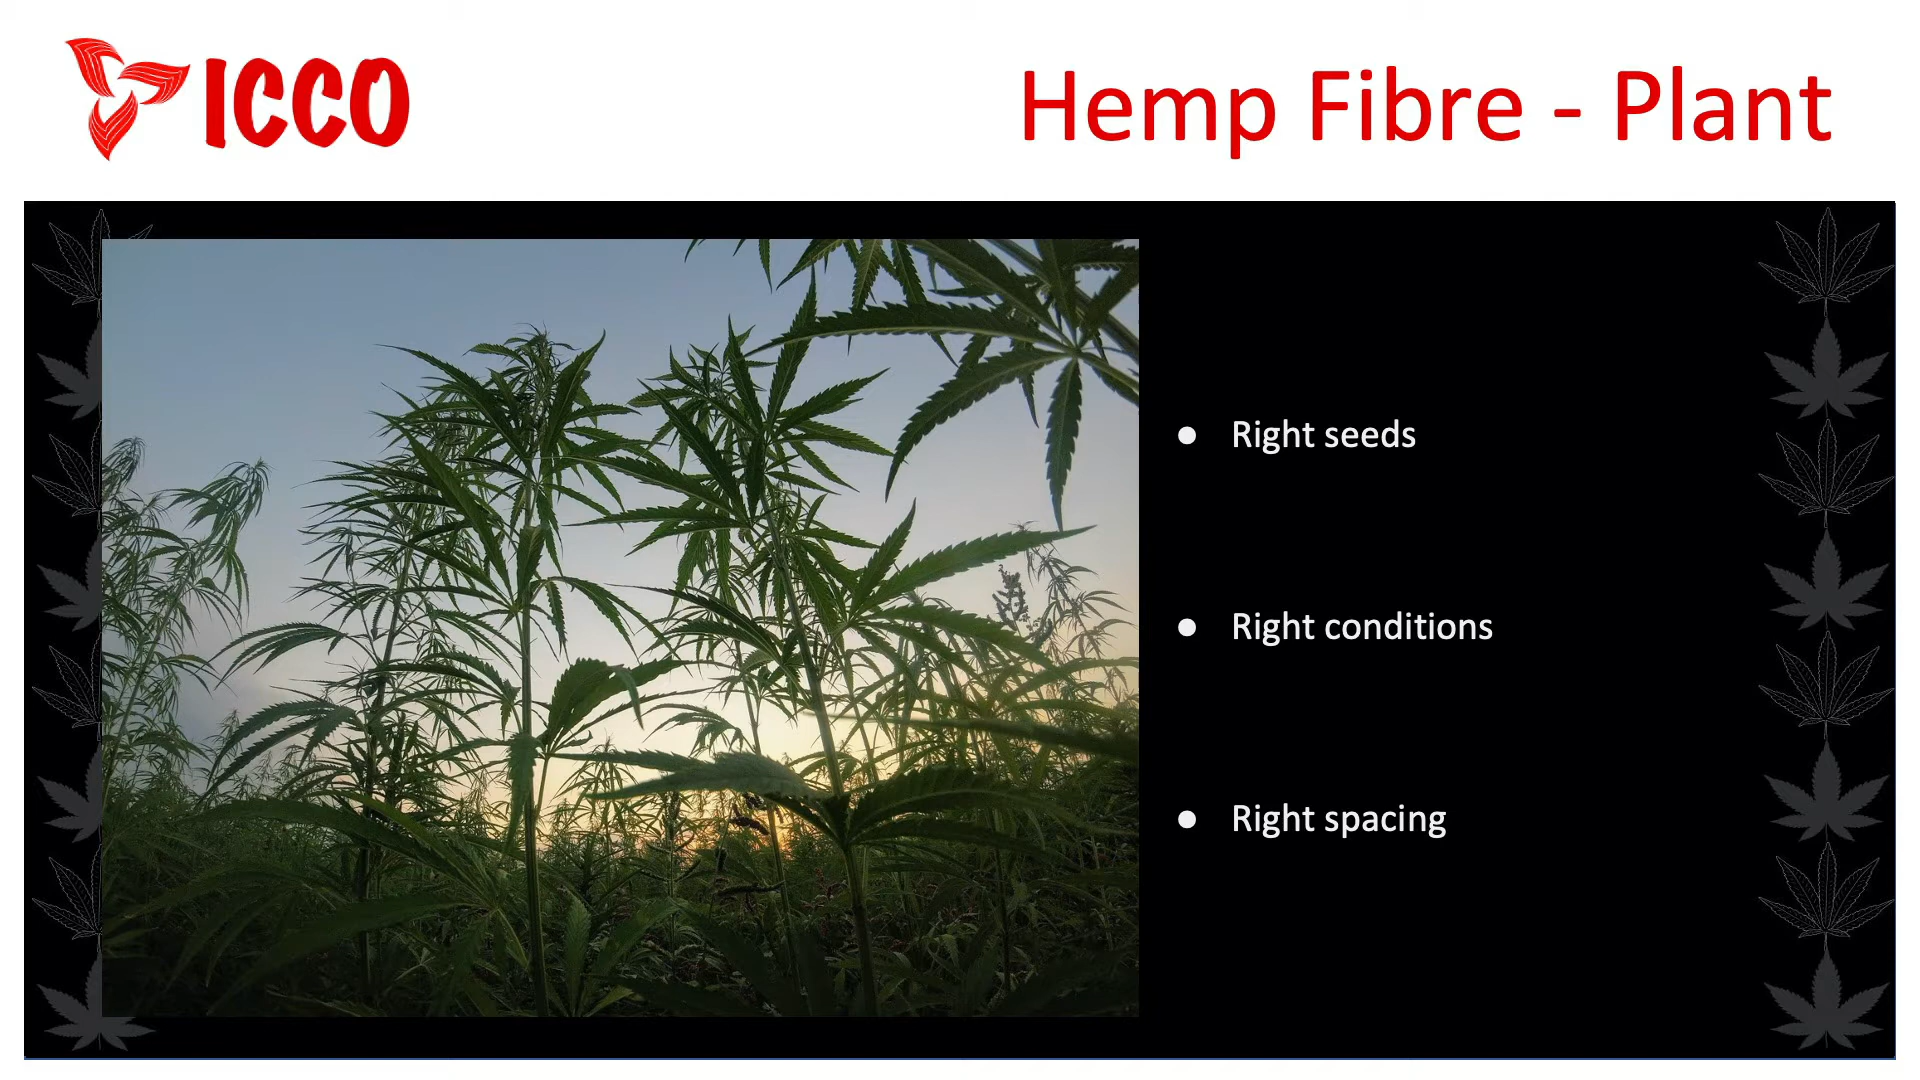 ICCO
Hemp Fibre - Plant
● Right seeds
● Right conditions
● Right spacing